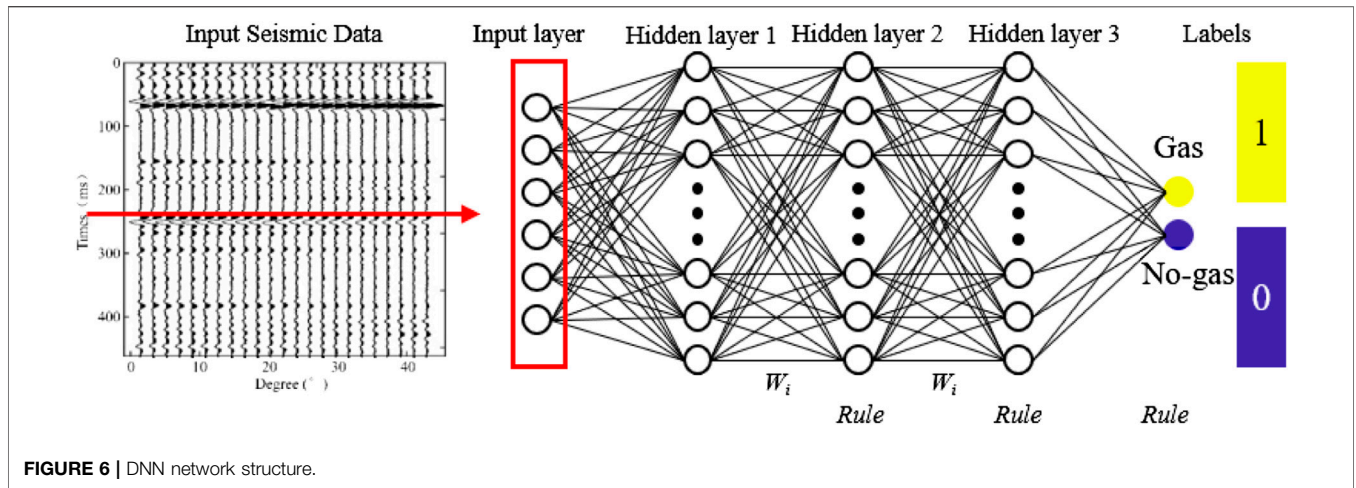 Input Seismic Data
Input layer
Hidden layer 1
Hidden layer 2
Hidden layer 3
Labels
0
100
200
300
400
Times (ms)
0
10
20
30
40
Degree (°)
W_i
W_i
Rule
Rule
Rule
Gas
No-gas
1
0
FIGURE 6 | DNN network structure.